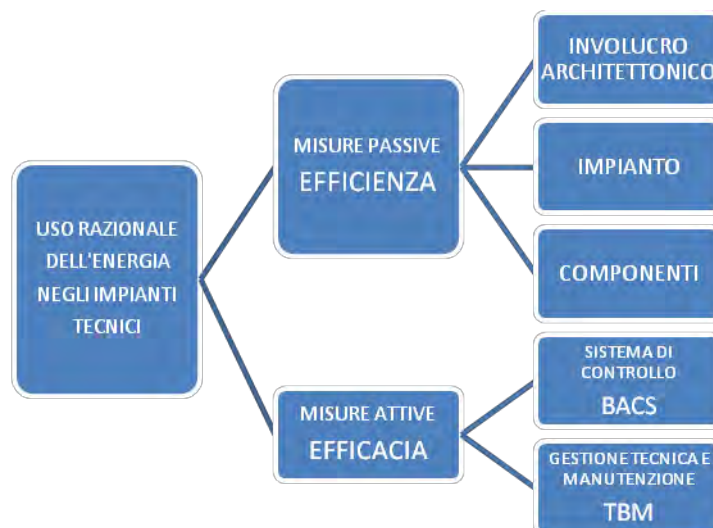 USO RAZIONALE
DELL'ENERGIA
NEGLI IMPIANTI
TECNICI
MISURE PASSIVE
EFFICIENZA
INVOLUCRO
ARCHITETTONICO
IMPIANTO
COMPONENTI
MISURE ATTIVE
EFFICACIA
SISTEMA DI
CONTROLLO
BACS
GESTIONE TECNICA E
MANUTENZIONE
TBM